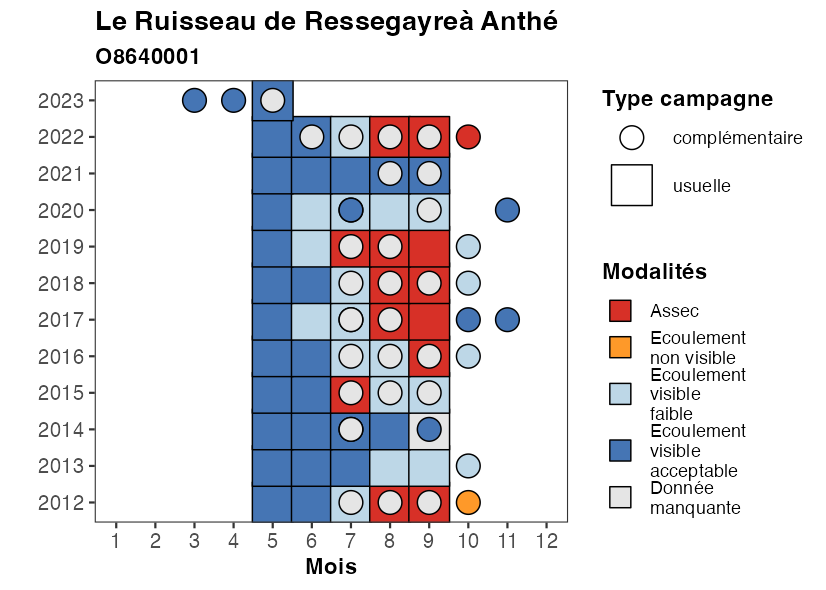 Le Ruisseau de Ressegayreà Anthé
O8640001
2023
2022
2021
2020
2019
2018
2017
2016
2015
2014
2013
2012
1 2 3 4 5 6 7 8 9 10 11 12
Mois
Type campagne
complémentaire
usuelle
Modalités
Assec
Ecoulement
non visible
Ecoulement
visible
faible
Ecoulement
visible
acceptable
Donnée
manquante